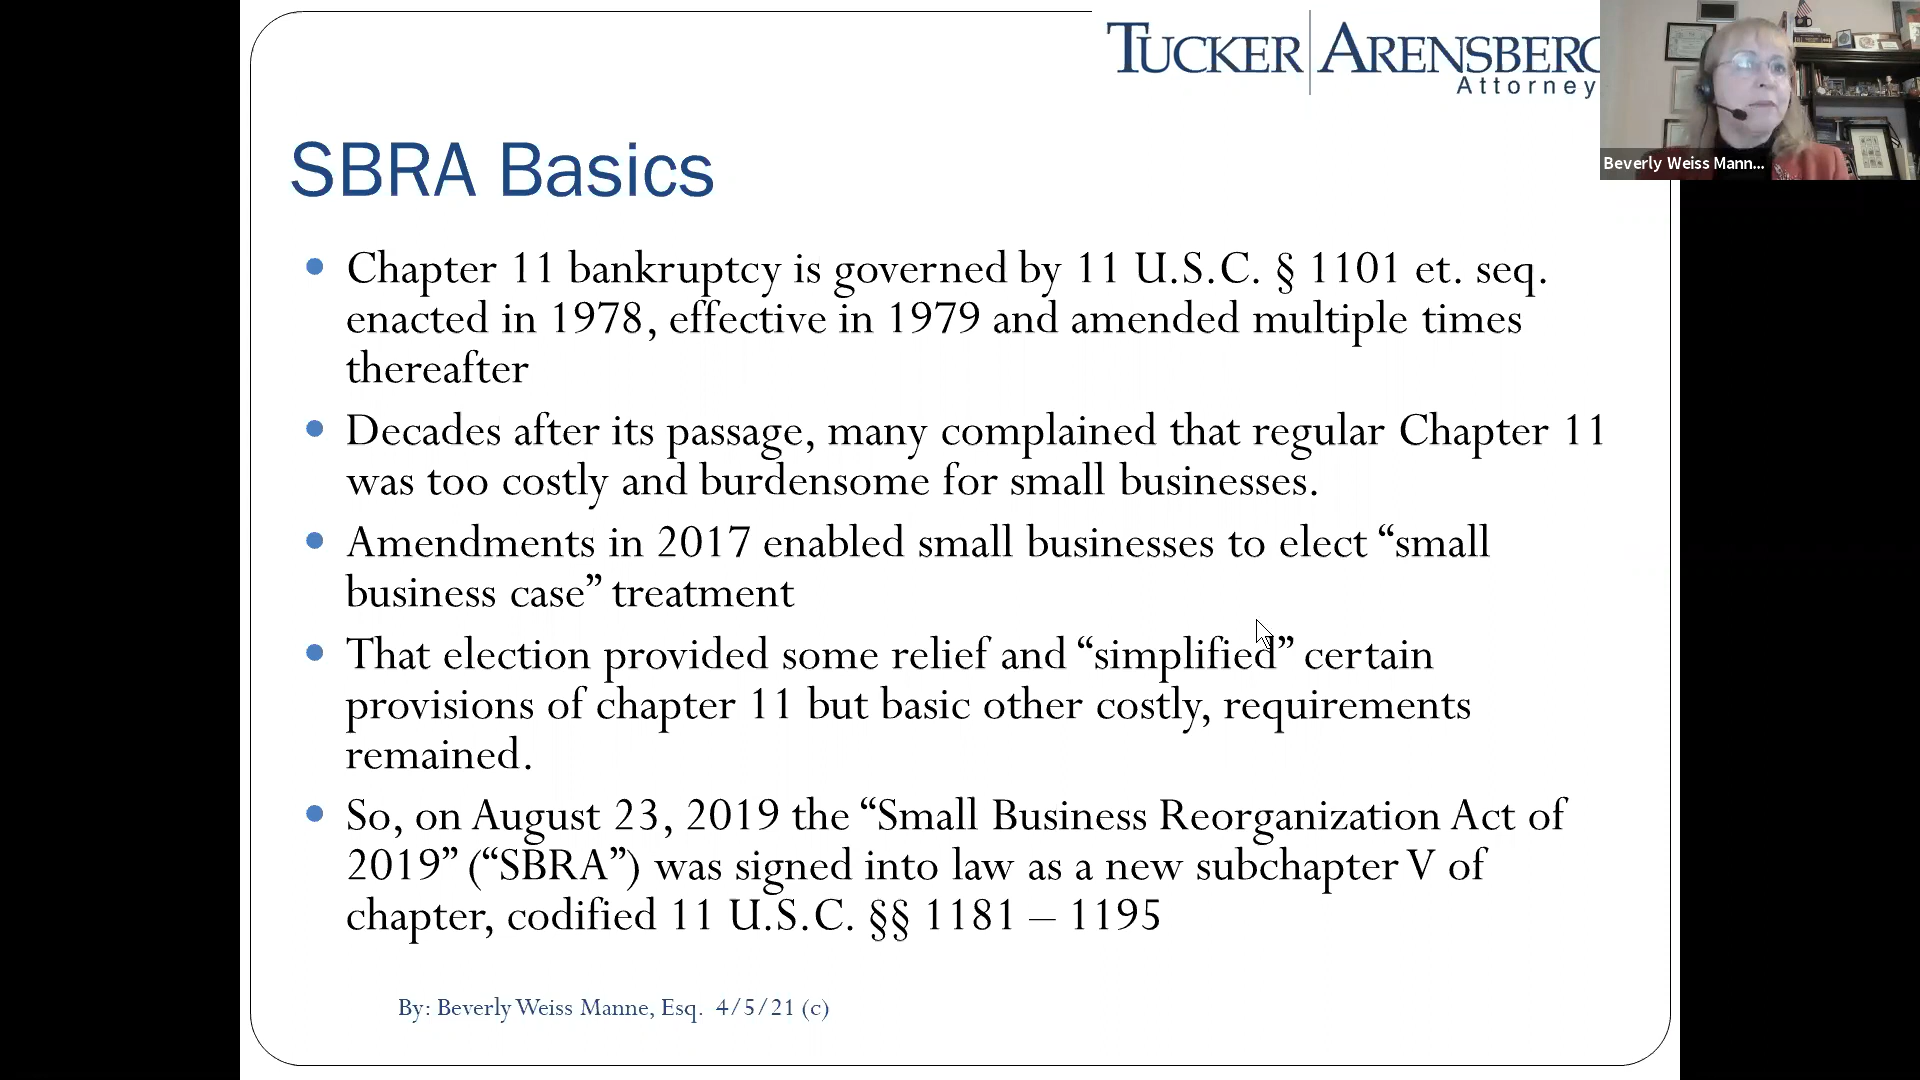 TUCKER ARENSBERG
Attorney
Beverly Weiss Mann...
SBRA Basics
• Chapter 11 bankruptcy is governed by 11 U.S.C. § 1101 et. seq.
enacted in 1978, effective in 1979 and amended multiple times
thereafter
• Decades after its passage, many complained that regular Chapter 11
was too costly and burdensome for small businesses.
• Amendments in 2017 enabled small businesses to elect “small
business case” treatment
• That election provided some relief and “simplified” certain
provisions of chapter 11 but basic other costly, requirements
remained.
• So, on August 23, 2019 the “Small Business Reorganization Act of
2019” (“SBRA”) was signed into law as a new subchapter V of
chapter, codified 11 U.S.C. §§ 1181 – 1195
By: Beverly Weiss Manne, Esq. 4/5/21 (c)